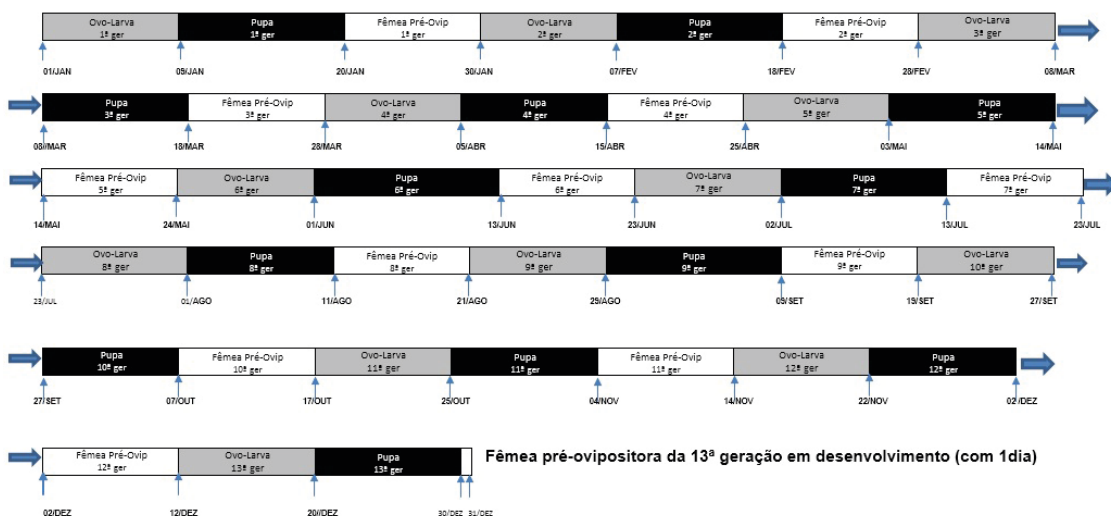 Ovo-Larva Pupa Fêmea Pré-Ovip Ovo-Larva Pupa Fêmea Pré-Ovip Ovo-Larva
1ª ger 1ª ger 1ª ger 2ª ger 2ª ger 2ª ger 3ª ger
01/JAN 09/JAN 20/JAN 30/JAN 07/FEV 18/FEV 28/FEV 08/MAR
Pupa Fêmea Pré-Ovip Ovo-Larva Pupa Fêmea Pré-Ovip Ovo-Larva Pupa
3ª ger 3ª ger 4ª ger 4ª ger 4ª ger 5ª ger 5ª ger
08//MAR 18/MAR 28/MAR 05/ABR 15/ABR 25/ABR 03/MAI 14/MAI
Fêmea Pré-Ovip Ovo-Larva Pupa Fêmea Pré-Ovip Ovo-Larva Pupa Fêmea Pré-Ovip
5ª ger 6ª ger 6ª ger 6ª ger 7ª ger 7ª ger 7ª ger
14/MAI 24/MAI 01/JUN 13/JUN 23/JUN 02/JUL 13/JUL 23/JUL
Ovo-Larva Pupa Fêmea Pré-Ovip Ovo-Larva Pupa Fêmea Pré-Ovip Ovo-Larva
8ª ger 8ª ger 8ª ger 9ª ger 9ª ger 9ª ger 10ª ger
23/JUL 01/AGO 11/AGO 21/AGO 29/AGO 09/SET 19/SET 27/SET
Pupa Fêmea Pré-Ovip Ovo-Larva Pupa Fêmea Pré-Ovip Ovo-Larva Pupa
10ª ger 10ª ger 11ª ger 11ª ger 11ª ger 12ª ger 12ª ger
27/SET 07/OUT 17/OUT 25/OUT 04/NOV 14/NOV 22/NOV 02/DEZ
Fêmea Pré-Ovip Ovo-Larva Pupa Fêmea pré-ovipositora da 13ª geração em desenvolvimento (com 1dia)
12ª ger 13ª ger 13ª ger
02/DEZ 12/DEZ 20//DEZ 30/DEZ 31/DEZ